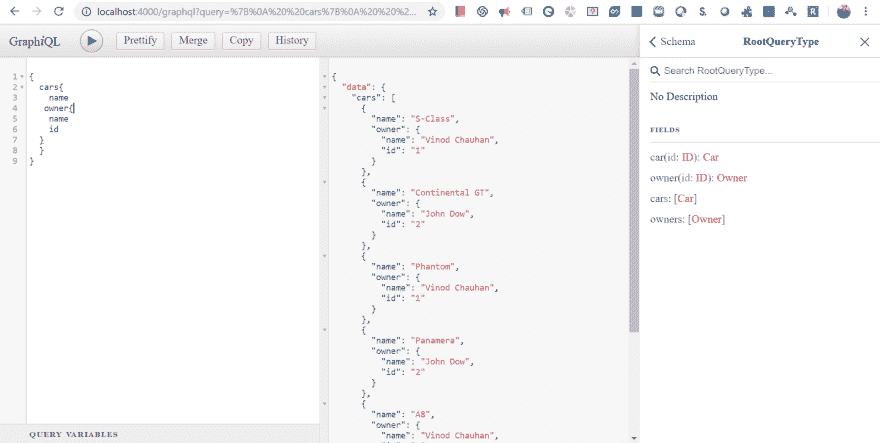 localhost:4000/graphql?query=%7B%0A%20%20cars%7B%0A%20%20%2...
GraphiQL
Prettify
Merge
Copy
History
Schema
RootQueryType
1 {
2 cars{
3 name
4 owner{
5 name
6 id
7 }
8 }
9 }
QUERY VARIABLES
{
"data": {
"cars": [
{
"name": "S-Class",
"owner": {
"name": "Vinod Chauhan",
"id": "1"
}
},
{
"name": "Continental GT",
"owner": {
"name": "John Dow",
"id": "2"
}
},
{
"name": "Phantom",
"owner": {
"name": "Vinod Chauhan",
"id": "1"
}
},
{
"name": "Panamera",
"owner": {
"name": "John Dow",
"id": "2"
}
},
{
"name": "A8",
"owner": {
"name": "Vinod Chauhan",
Search RootQueryType...
No Description
FIELDS
car(id: ID): Car
owner(id: ID): Owner
cars: [Car]
owners: [Owner]